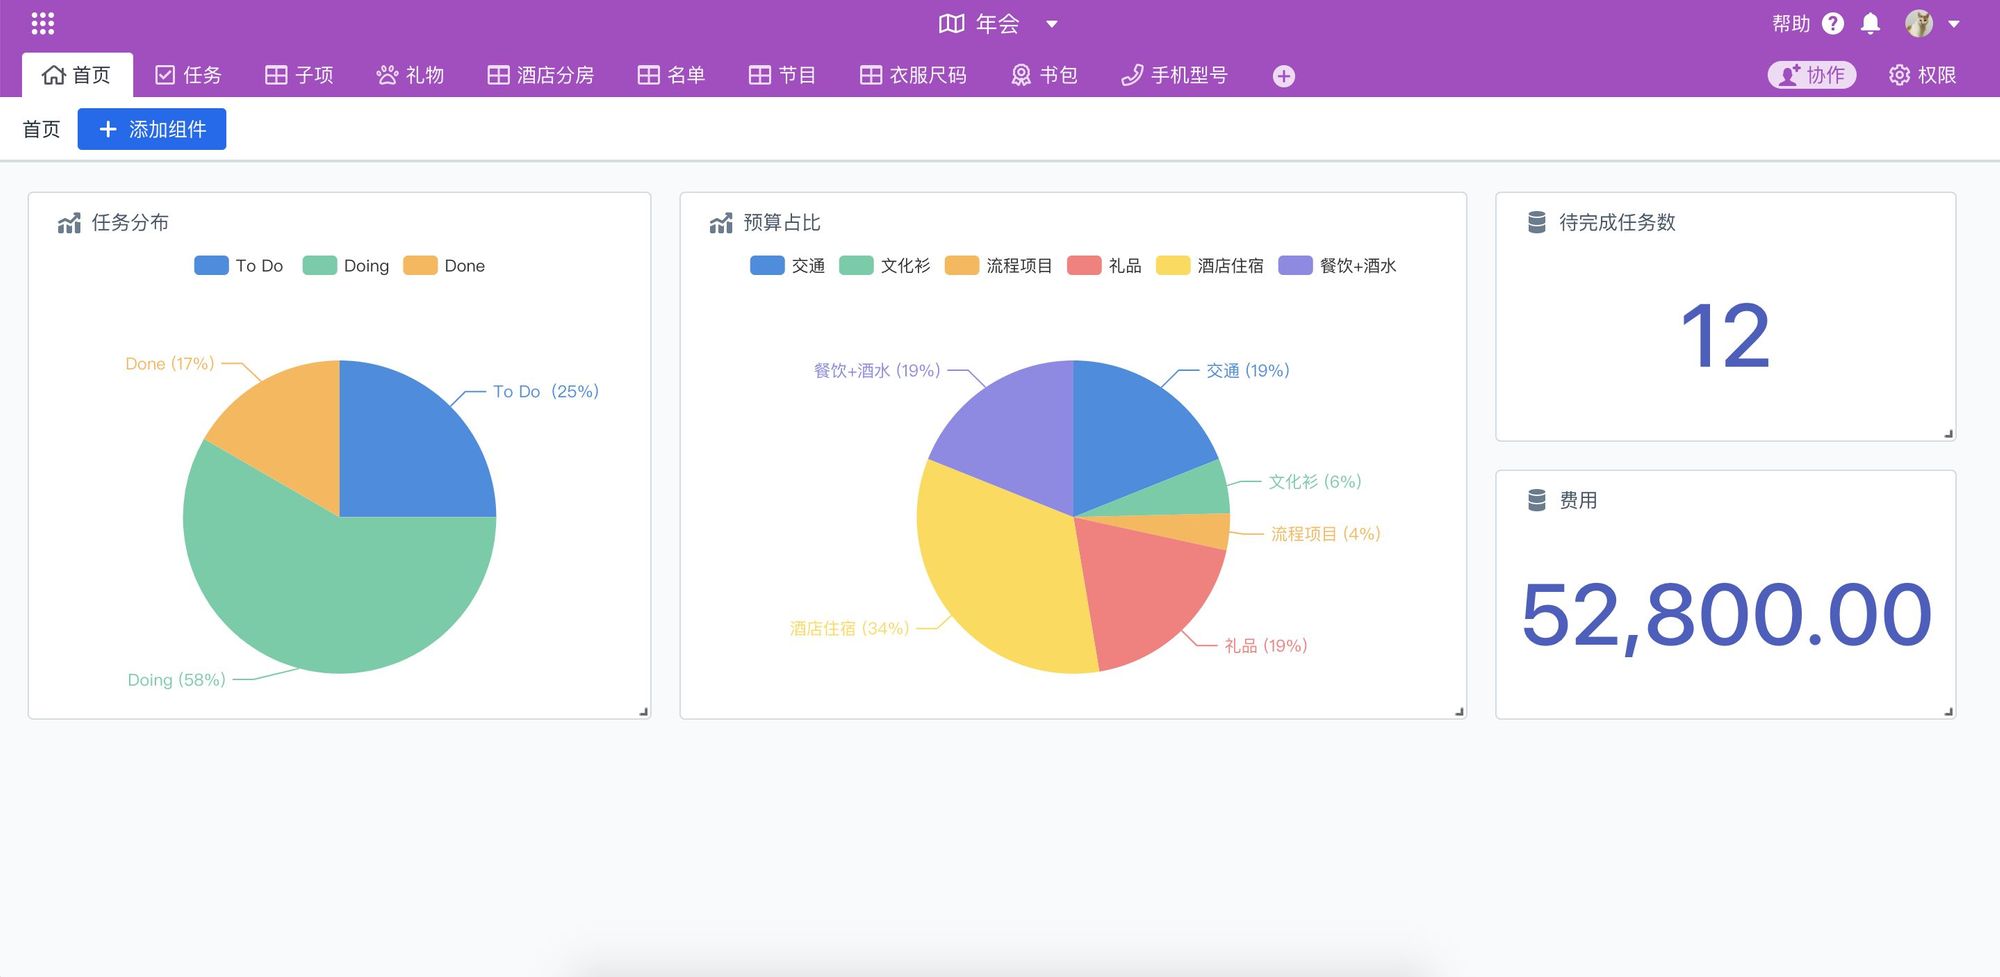 年会
帮助
首页 任务 子项 礼物 酒店分房 名单 节目 衣服尺码 书包 手机型号 协作 权限
首页 添加组件
任务分布
To Do Doing Done
Done (17%)
To Do (25%)
Doing (58%)
预算占比
交通 文化衫 流程项目 礼品 酒店住宿 餐饮+酒水
餐饮+酒水 (19%)
交通 (19%)
文化衫 (6%)
流程项目 (4%)
酒店住宿 (34%)
礼品 (19%)
待完成任务数
12
费用
52,800.00